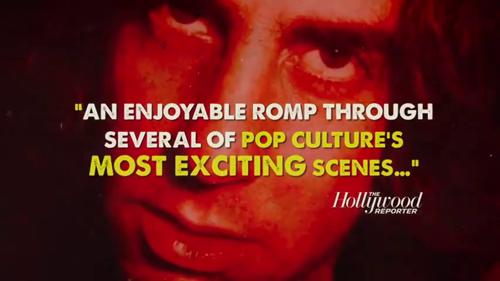 "AN ENJOYABLE ROMP THROUGH
SEVERAL OF POP CULTURE'S
MOST EXCITING SCENES..."
THE
Hollywood
REPORTER